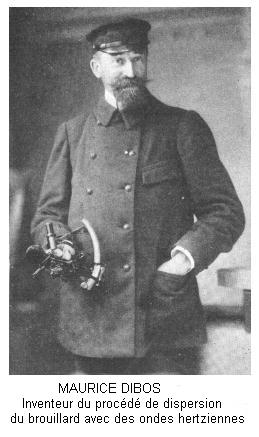 MAURICE DIBOS
Inventeur du procédé de dispersion
du brouillard avec des ondes hertziennes